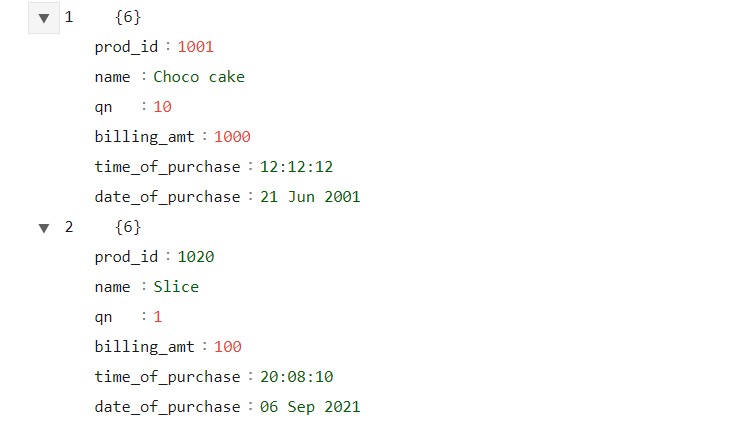 ▼ 1 {6}
prod_id : 1001
name : Choco cake
qn : 10
billing_amt : 1000
time_of_purchase : 12:12:12
date_of_purchase : 21 Jun 2001
▼ 2 {6}
prod_id : 1020
name : Slice
qn : 1
billing_amt : 100
time_of_purchase : 20:08:10
date_of_purchase : 06 Sep 2021